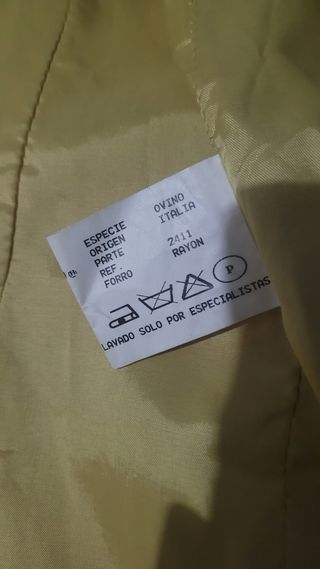 ESPECIE OVINO
ORIGEN ITALIA
PARTE
REF. 2411
FORRO RAYON
P
LAVADO SOLO POR ESPECIALISTAS